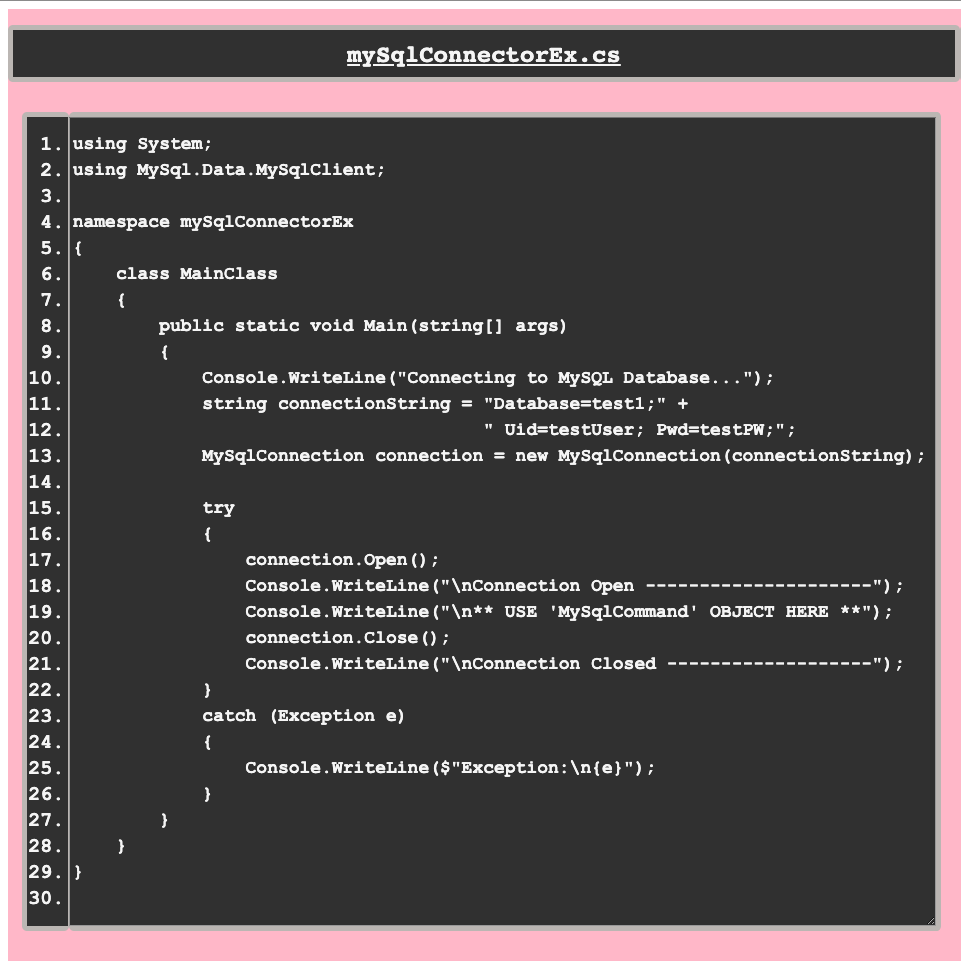 mySqlConnectorEx.cs
1. using System;
2. using MySql.Data.MySqlClient;
3.
4. namespace mySqlConnectorEx
5. {
6.     class MainClass
7.     {
8.         public static void Main(string[] args)
9.         {
10.             Console.WriteLine("Connecting to MySQL Database...");
11.             string connectionString = "Database=test1;" +
12.                                       " Uid=testUser; Pwd=testPW;";
13.             MySqlConnection connection = new MySqlConnection(connectionString);
14.
15.             try
16.             {
17.                 connection.Open();
18.                 Console.WriteLine("\nConnection Open ---------------------");
19.                 Console.WriteLine("\n** USE 'MySqlCommand' OBJECT HERE **");
20.                 connection.Close();
21.                 Console.WriteLine("\nConnection Closed -------------------");
22.             }
23.             catch (Exception e)
24.             {
25.                 Console.WriteLine($"Exception:\n{e}");
26.             }
27.         }
28.     }
29. }
30.